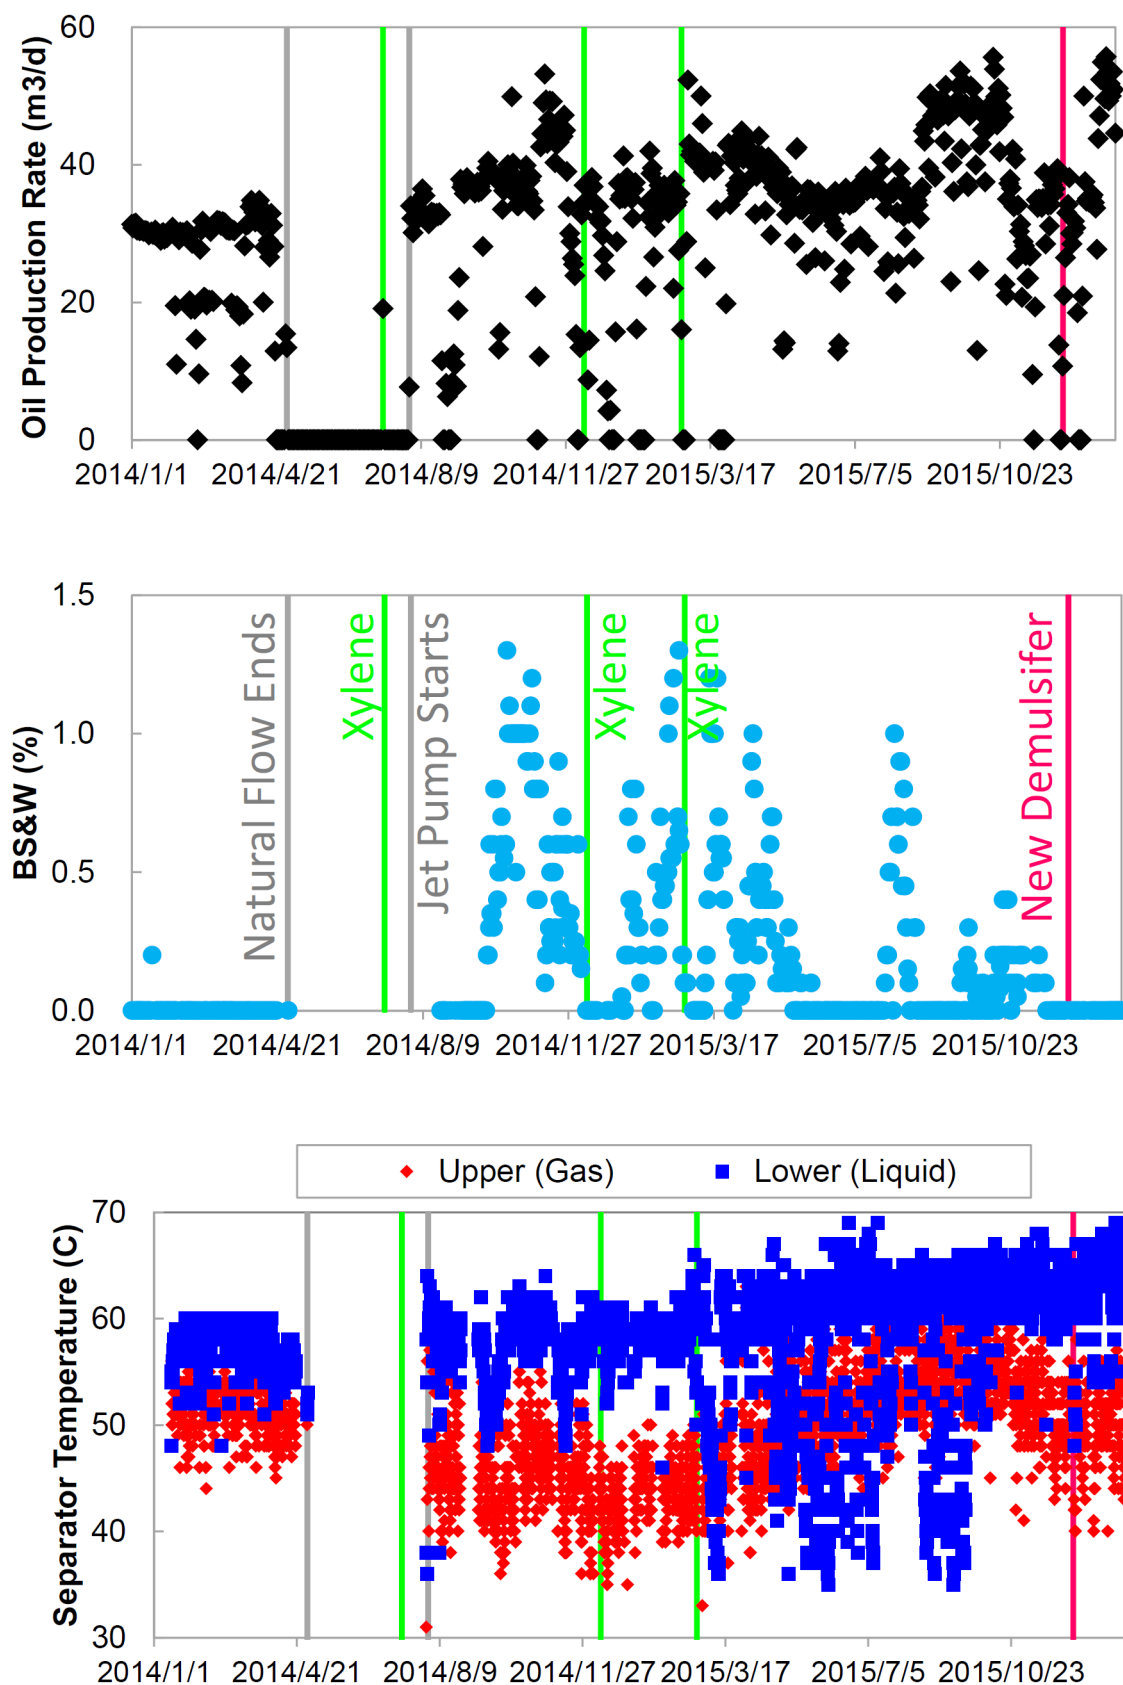 Oil Production Rate (m3/d)
60
40
20
0
2014/1/1 2014/4/21 2014/8/9 2014/11/27 2015/3/17 2015/7/5 2015/10/23
BS&W (%)
1.5
1.0
0.5
0.0
Natural Flow Ends
Xylene
Jet Pump Starts
Xylene
Xylene
New Demulsifer
2014/1/1 2014/4/21 2014/8/9 2014/11/27 2015/3/17 2015/7/5 2015/10/23
Upper (Gas) Lower (Liquid)
Separator Temperature (C)
70
60
50
40
30
2014/1/1 2014/4/21 2014/8/9 2014/11/27 2015/3/17 2015/7/5 2015/10/23